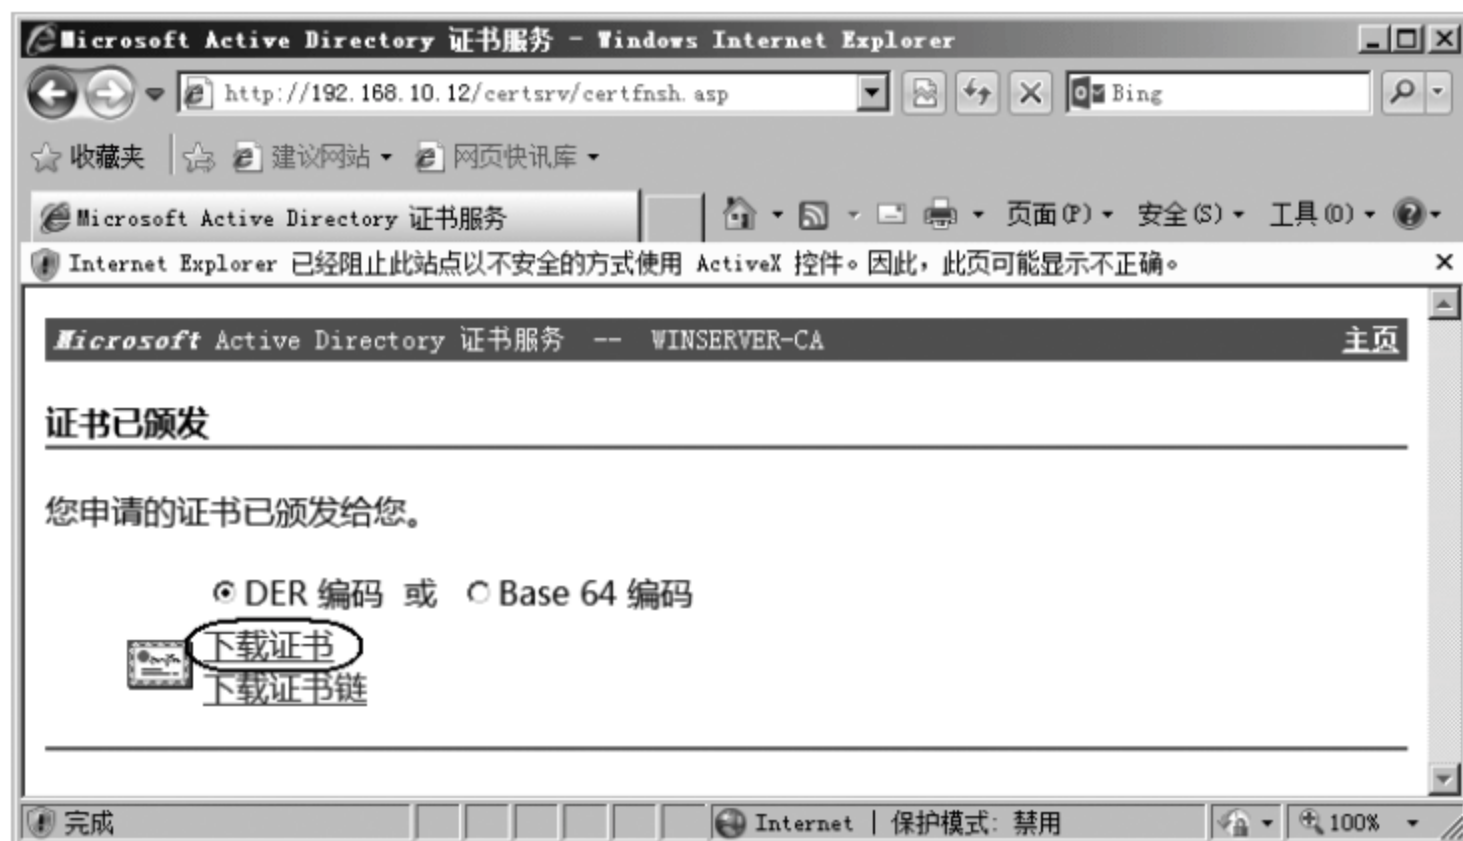 Microsoft Active Directory 证书服务 - Windows Internet Explorer
http://192.168.10.12/certsrv/certfnsh.asp Bing
收藏夹 建议网站 网页快讯库
Microsoft Active Directory 证书服务 页面(P) 安全(S) 工具(O)
Internet Explorer 已经阻止此站点以不安全的方式使用 ActiveX 控件。因此，此页可能显示不正确。
Microsoft Active Directory 证书服务 -- WINSERVER-CA 主页
证书已颁发
您申请的证书已颁发给您。
DER 编码 或 Base 64 编码
下载证书
下载证书链
完成 Internet | 保护模式: 禁用 100%